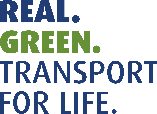 REAL.
GREEN.
TRANSPORT
FOR LIFE.